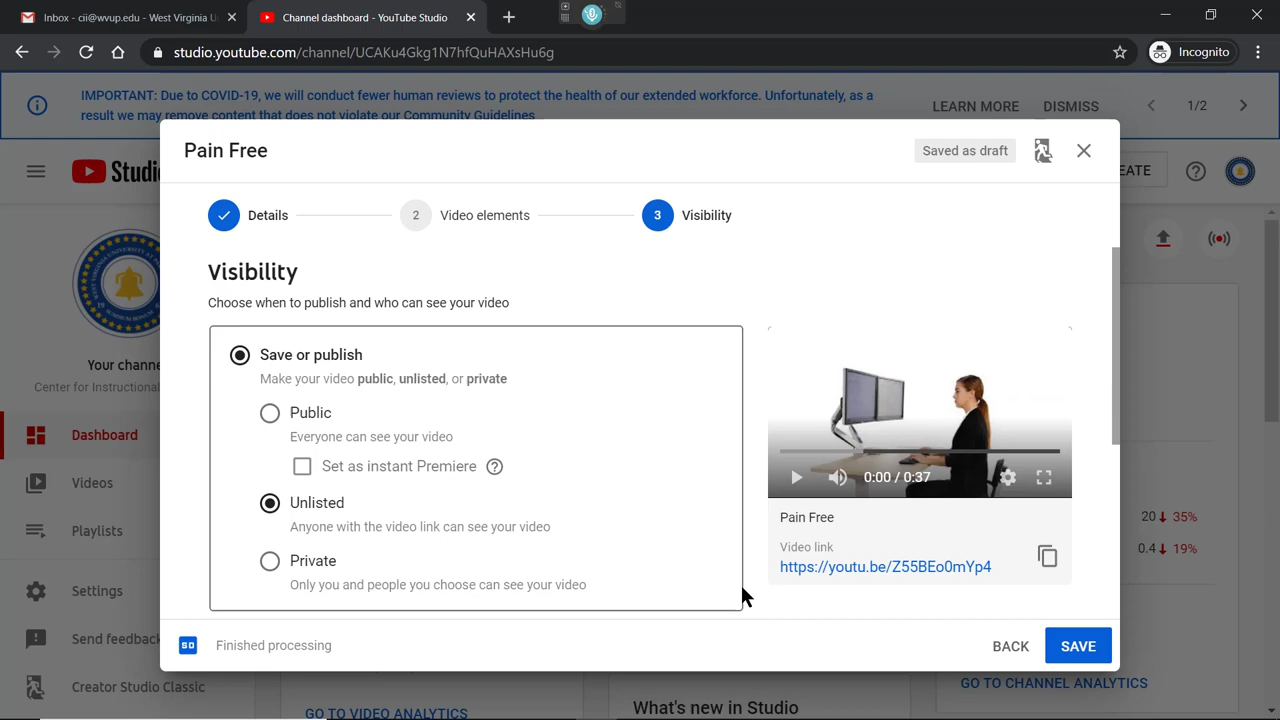 Inbox - cii@wvup.edu - West Virginia U
Channel dashboard - YouTube Studio
studio.youtube.com/channel/UCAKu4Gkg1N7hfQuHAXsHu6g
Incognito
IMPORTANT: Due to COVID-19, we will conduct fewer human reviews to protect the health of our extended workforce. Unfortunately, as a
result we may remove content that does not violate our Community Guidelines
LEARN MORE
DISMISS
1/2
Studio
EATE
Pain Free
Saved as draft
Details
2
Video elements
3
Visibility
Visibility
Choose when to publish and who can see your video
Save or publish
Make your video public, unlisted, or private
Public
Everyone can see your video
Set as instant Premiere
Unlisted
Anyone with the video link can see your video
Private
Only you and people you choose can see your video
0:00 / 0:37
Pain Free
Video link
https://youtu.be/Z55BEo0mYp4
SD
Finished processing
BACK
SAVE
Your channe
Center for Instructional
Dashboard
Videos
Playlists
Settings
Send feedback
Creator Studio Classic
20 35%
0.4 19%
GO TO VIDEO ANALYTICS
What's new in Studio
GO TO CHANNEL ANALYTICS